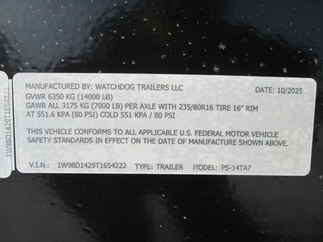 MANUFACTURED BY: WATCHDOG TRAILERS LLC DATE: 10/2025
GVWR 6350 KG (14000 LB)
GAWR ALL 3175 KG (7000 LB) PER AXLE WITH 235/80R16 TIRE 16" RIM
AT 551.6 KPA (80 PSI) COLD 551 KPA / 80 PSI
THIS VEHICLE CONFORMS TO ALL APPLICABLE U.S. FEDERAL MOTOR VEHICLE
SAFETY STANDARDS IN EFFECT ON THE DATE OF MANUFACTURE SHOWN ABOVE.
V.I.N.: 1W9BD1429T1654222 TYPE: TRAILER MODEL: PS-14TA7